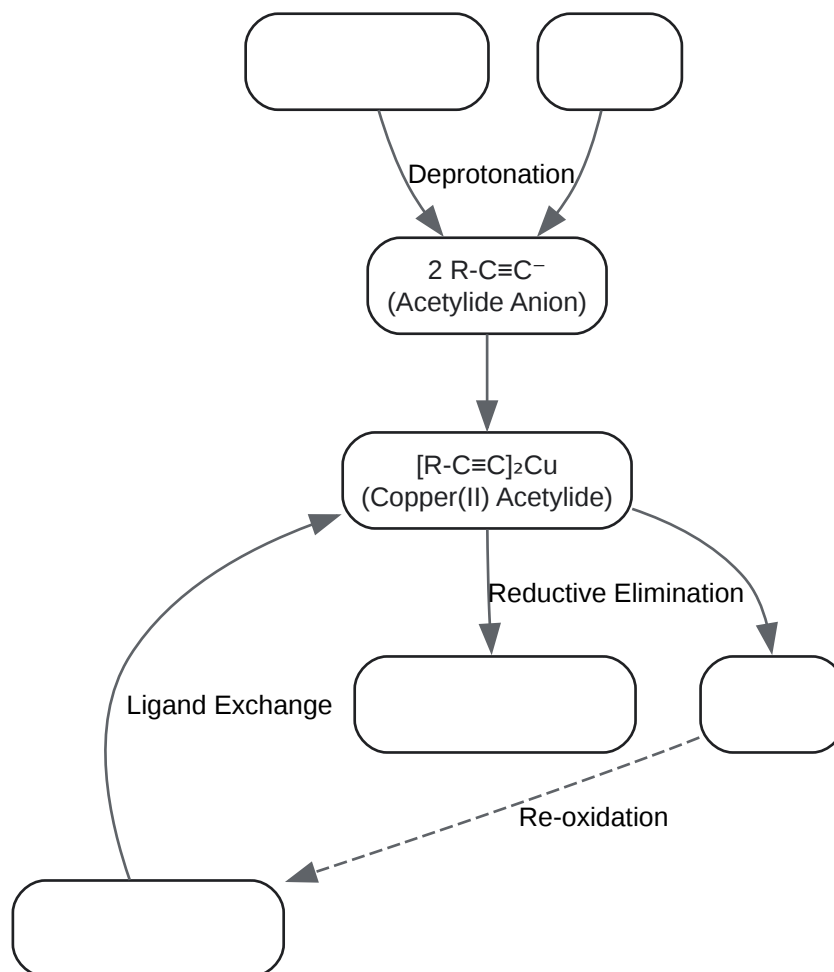 Deprotonation
2 R-C≡C⁻
(Acetylide Anion)
[R-C≡C]₂Cu
(Copper(II) Acetylide)
Reductive Elimination
Ligand Exchange
Re-oxidation